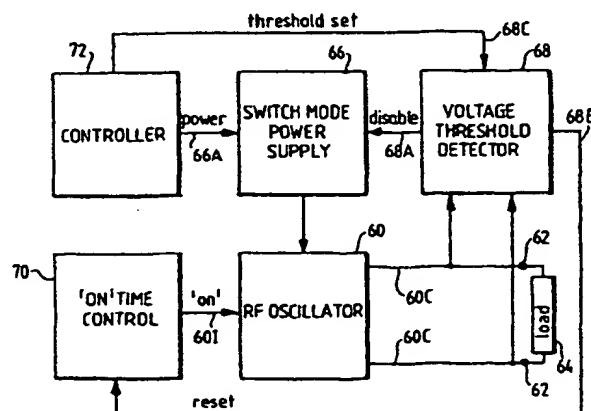 threshold set
68C
72
66
68
CONTROLLER
power
66A
SWITCH MODE
POWER
SUPPLY
disable
68A
VOLTAGE
THRESHOLD
DETECTOR
68B
70
'ON' TIME
CONTROL
'on'
60I
60
RF OSCILLATOR
60C
60C
62
62
load
64
reset